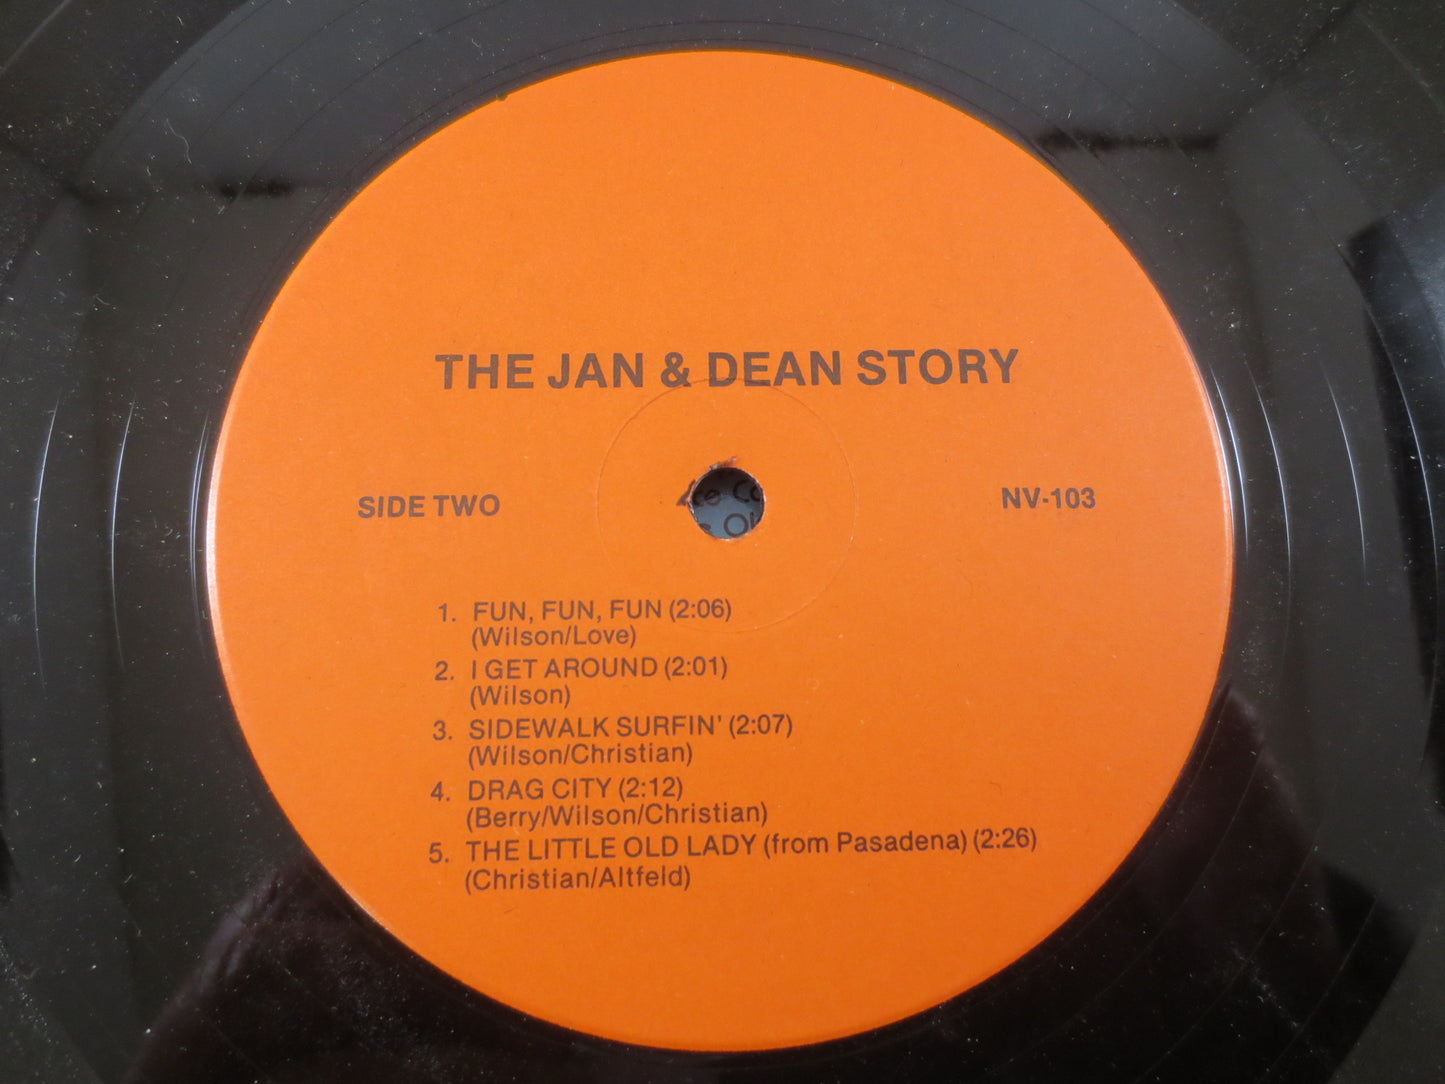 THE JAN & DEAN STORY
SIDE TWO
NV-103
1. FUN, FUN, FUN (2:06)
(Wilson/Love)
2. I GET AROUND (2:01)
(Wilson)
3. SIDEWALK SURFIN' (2:07)
(Wilson/Christian)
4. DRAG CITY (2:12)
(Berry/Wilson/Christian)
5. THE LITTLE OLD LADY (from Pasadena) (2:26)
(Christian/Altfeld)